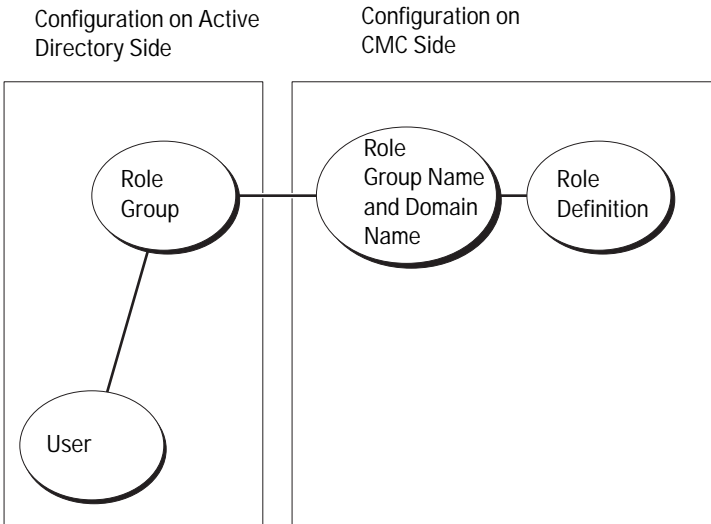 Configuration on Active
Directory Side
Configuration on
CMC Side
Role
Group
Role
Group Name
and Domain
Name
Role
Definition
User